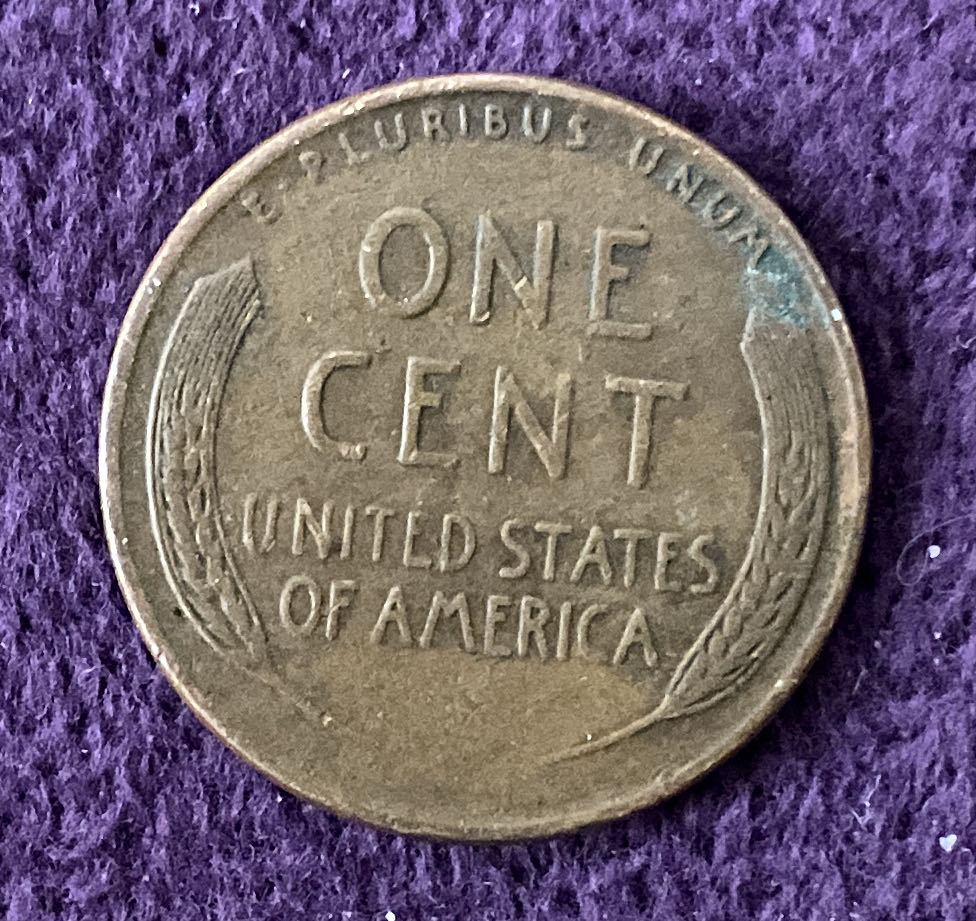 E · PLURIBUS UNUM
ONE
CENT
UNITED STATES
OF AMERICA